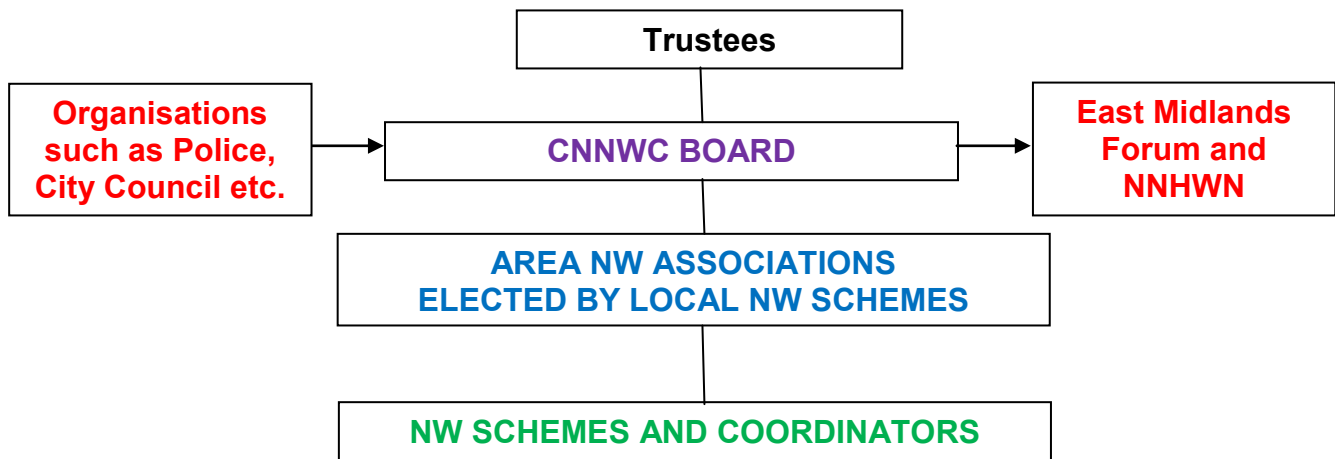 Trustees
Organisations
such as Police,
City Council etc.
CNNWC BOARD
East Midlands
Forum and
NNHWN
AREA NW ASSOCIATIONS
ELECTED BY LOCAL NW SCHEMES
NW SCHEMES AND COORDINATORS